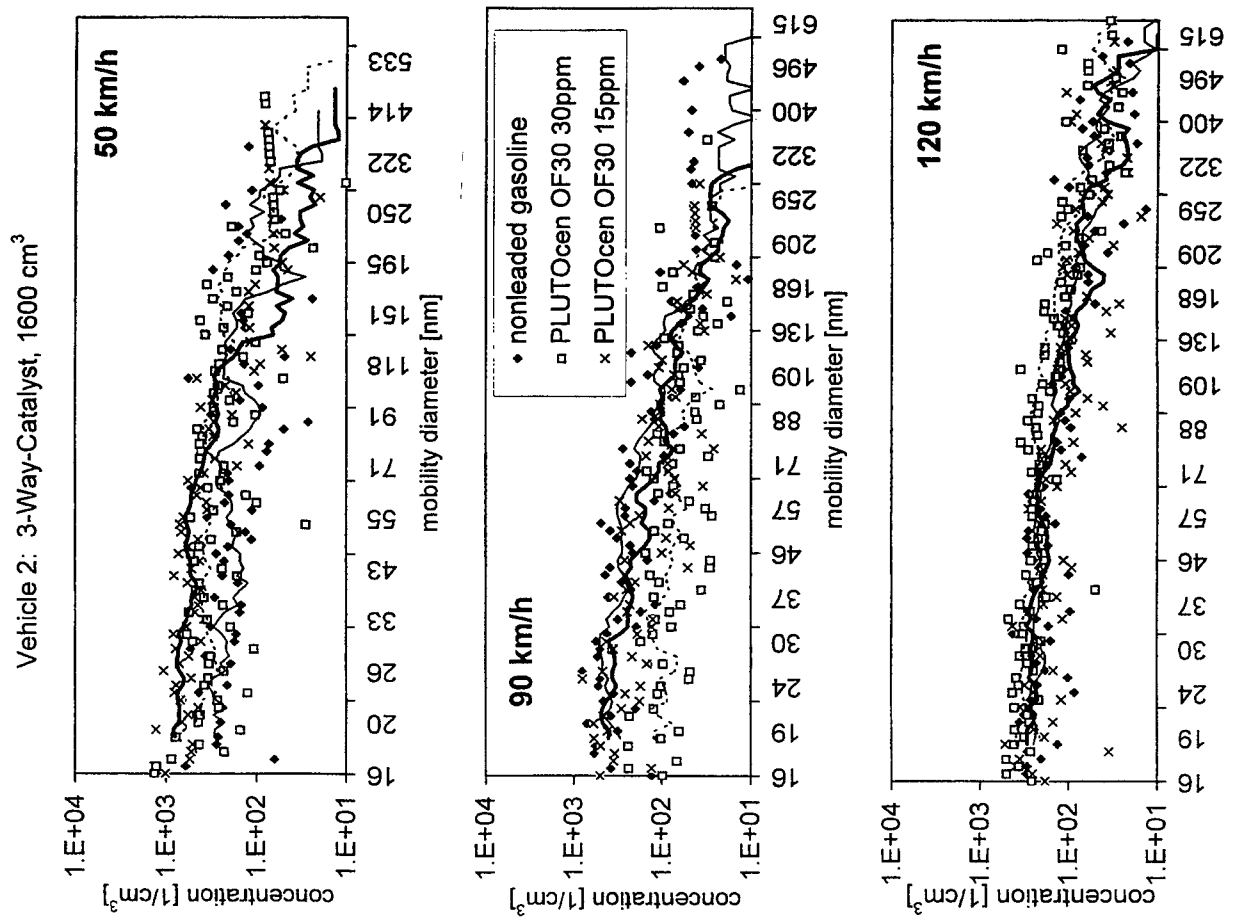 Vehicle 2: 3-Way-Catalyst, 1600 cm³
50 km/h
concentration [1/cm³]
1.E+04
1.E+03
1.E+02
1.E+01
16
20
26
33
43
55
71
91
118
151
195
250
322
414
533
mobility diameter [nm]
90 km/h
nonleaded gasoline
PLUTOcen OF30 30ppm
PLUTOCen OF30 15ppm
concentration [1/cm³]
1.E+04
1.E+03
1.E+02
1.E+01
16
19
24
30
37
46
57
71
88
109
136
168
209
259
322
400
496
615
mobility diameter [nm]
120 km/h
concentration [1/cm³]
1.E+04
1.E+03
1.E+02
1.E+01
16
19
24
30
37
46
57
71
88
109
136
168
209
259
322
400
496
615